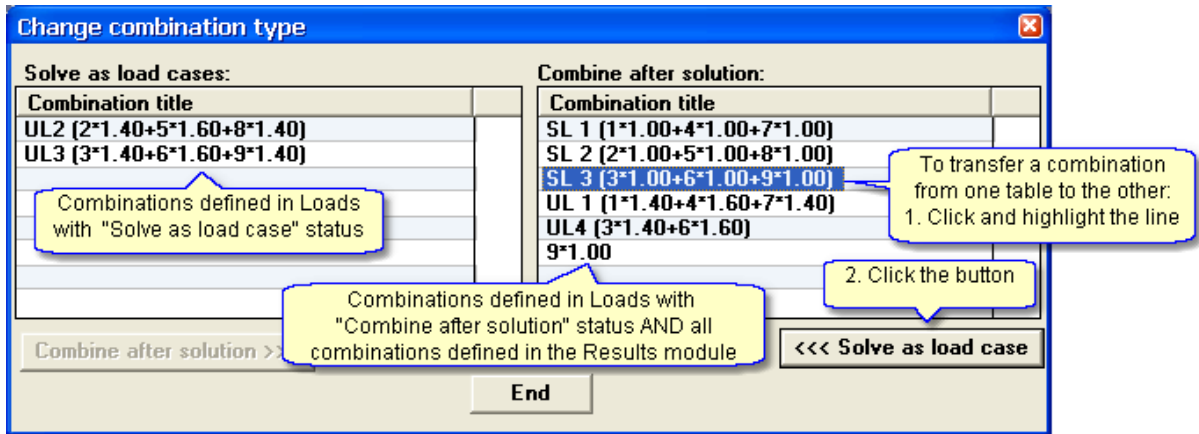 Change combination type
Solve as load cases:
Combination title
UL2 (2*1.40+5*1.60+8*1.40)
UL3 (3*1.40+6*1.60+9*1.40)
Combinations defined in Loads
with "Solve as load case" status
Combine after solution:
Combination title
SL 1 (1*1.00+4*1.00+7*1.00)
SL 2 (2*1.00+5*1.00+8*1.00)
SL 3 (3*1.00+6*1.00+9*1.00)
UL 1 (1*1.40+4*1.60+7*1.40)
UL4 (3*1.40+6*1.60)
9*1.00
To transfer a combination
from one table to the other:
1. Click and highlight the line
2. Click the button
Combinations defined in Loads with
"Combine after solution" status AND all
combinations defined in the Results module
Combine after solution >
<<< Solve as load case
End